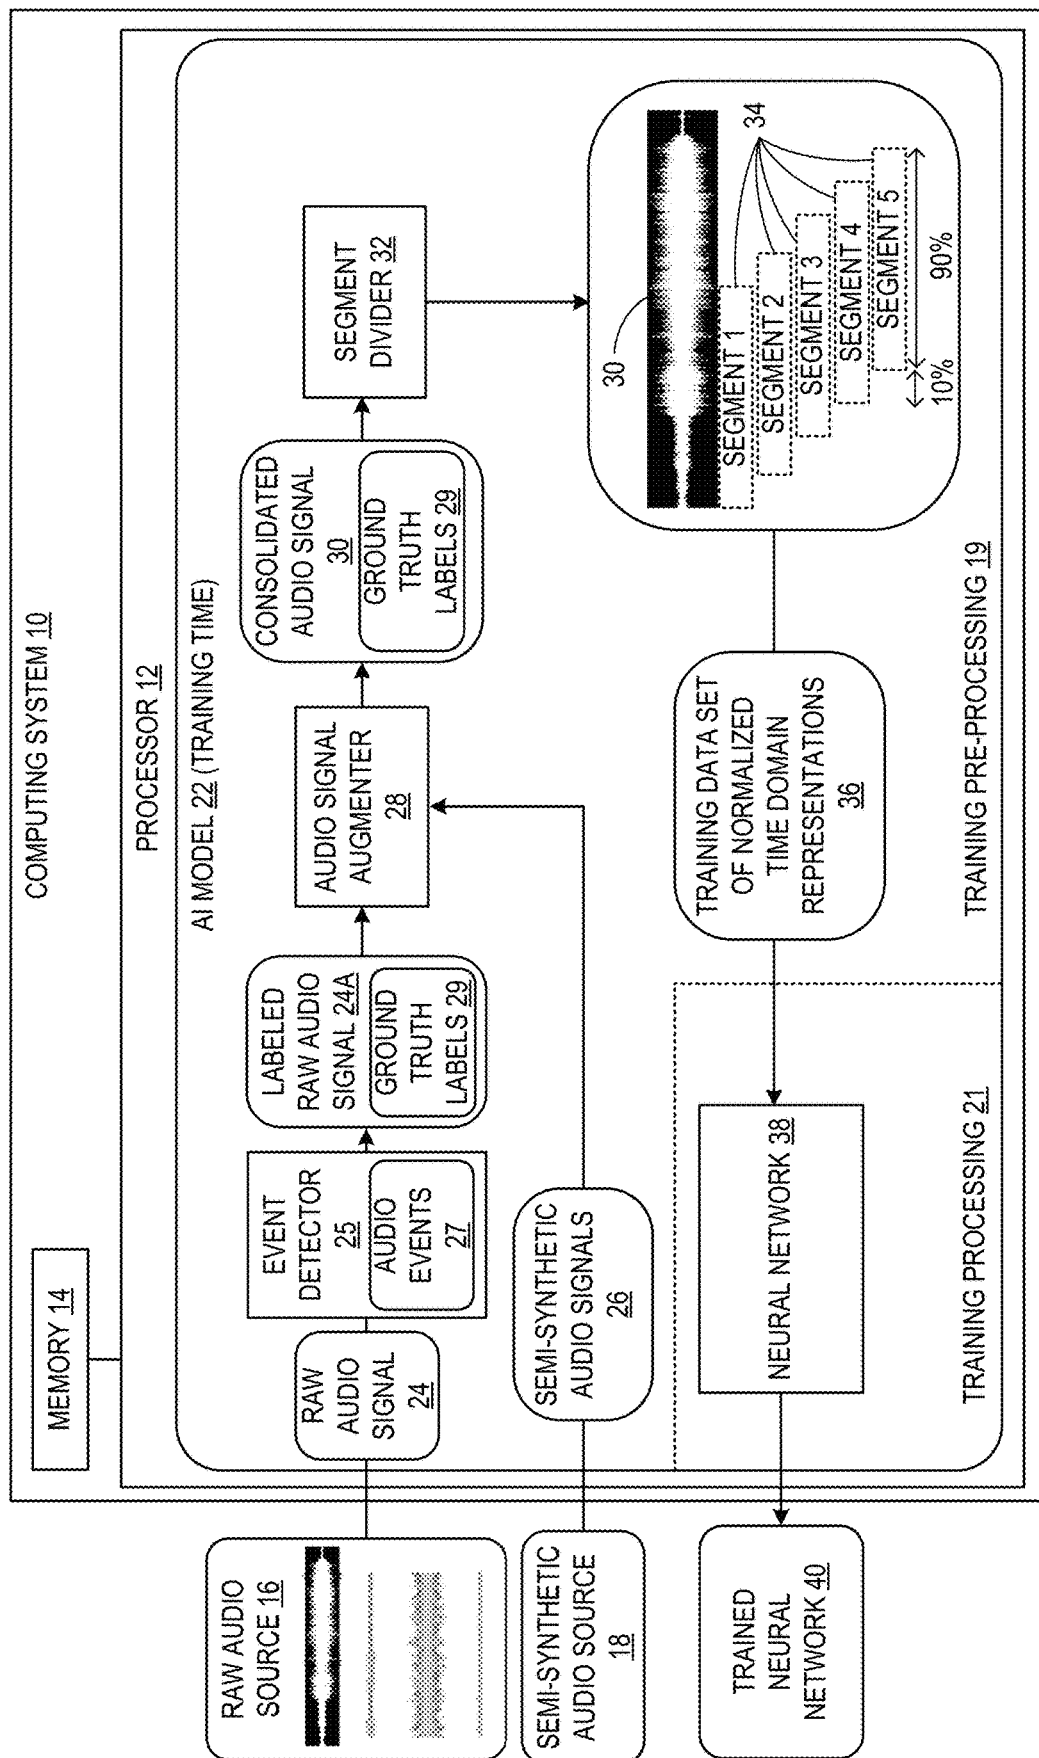 COMPUTING SYSTEM 10
MEMORY 14
PROCESSOR 12
AI MODEL 22 (TRAINING TIME)
RAW AUDIO
SOURCE 16
RAW
AUDIO
SIGNAL
24
EVENT
DETECTOR
25
AUDIO
EVENTS
27
LABELED
RAW AUDIO
SIGNAL 24A
GROUND
TRUTH
LABELS 29
AUDIO SIGNAL
AUGMENTER
28
CONSOLIDATED
AUDIO SIGNAL
30
GROUND
TRUTH
LABELS 29
SEGMENT
DIVIDER 32
SEMI-SYNTHETIC
AUDIO SOURCE
18
SEMI-SYNTHETIC
AUDIO SIGNALS
26
30
SEGMENT 1
SEGMENT 2
SEGMENT 3
SEGMENT 4
SEGMENT 5
34
10%
90%
TRAINING DATA SET
OF NORMALIZED
TIME DOMAIN
REPRESENTATIONS
36
NEURAL NETWORK 38
TRAINED
NEURAL
NETWORK 40
TRAINING PROCESSING 21
TRAINING PRE-PROCESSING 19